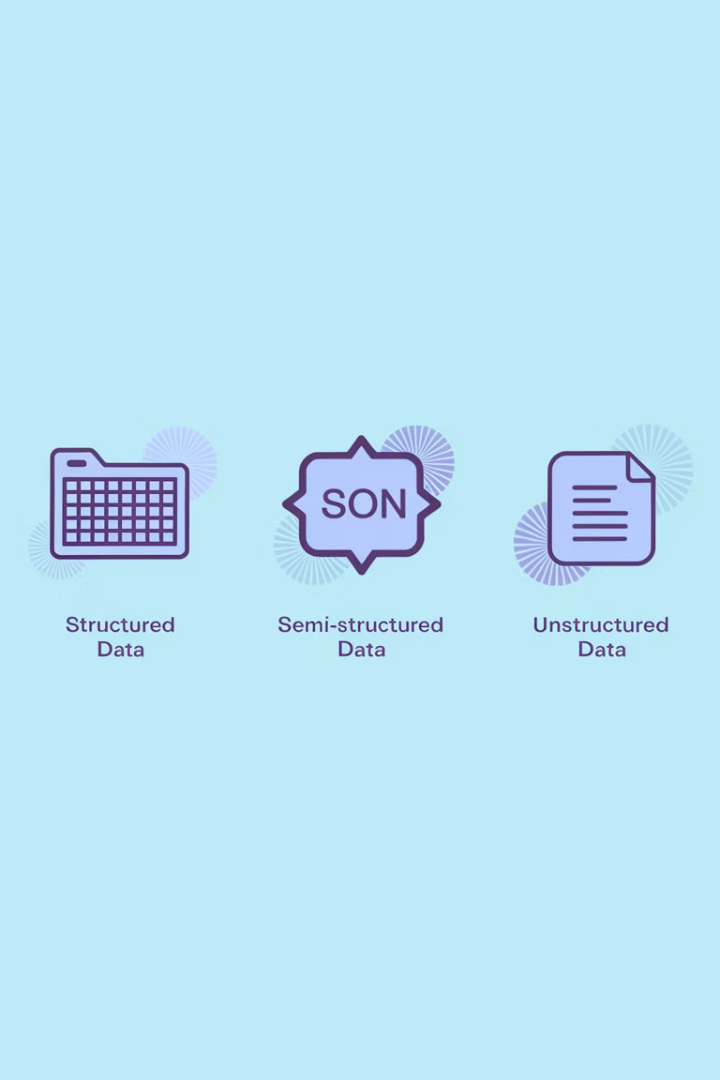 SON
Structured
Data
Semi-structured
Data
Unstructured
Data